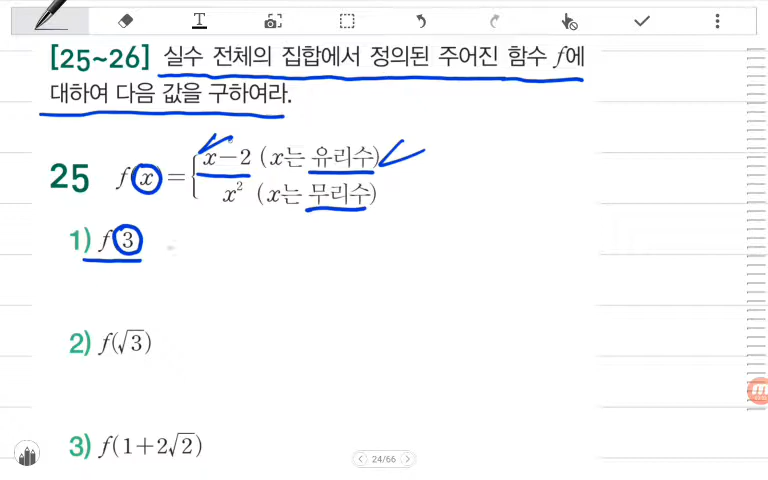 T
[25~26] 실수 전체의 집합에서 정의된 주어진 함수 f에
대하여 다음 값을 구하여라.
25 f(x)={x-2 (x는 유리수)
x² (x는 무리수)
1) f(3)
2) f(√3)
3) f(1+2√2)
24/66